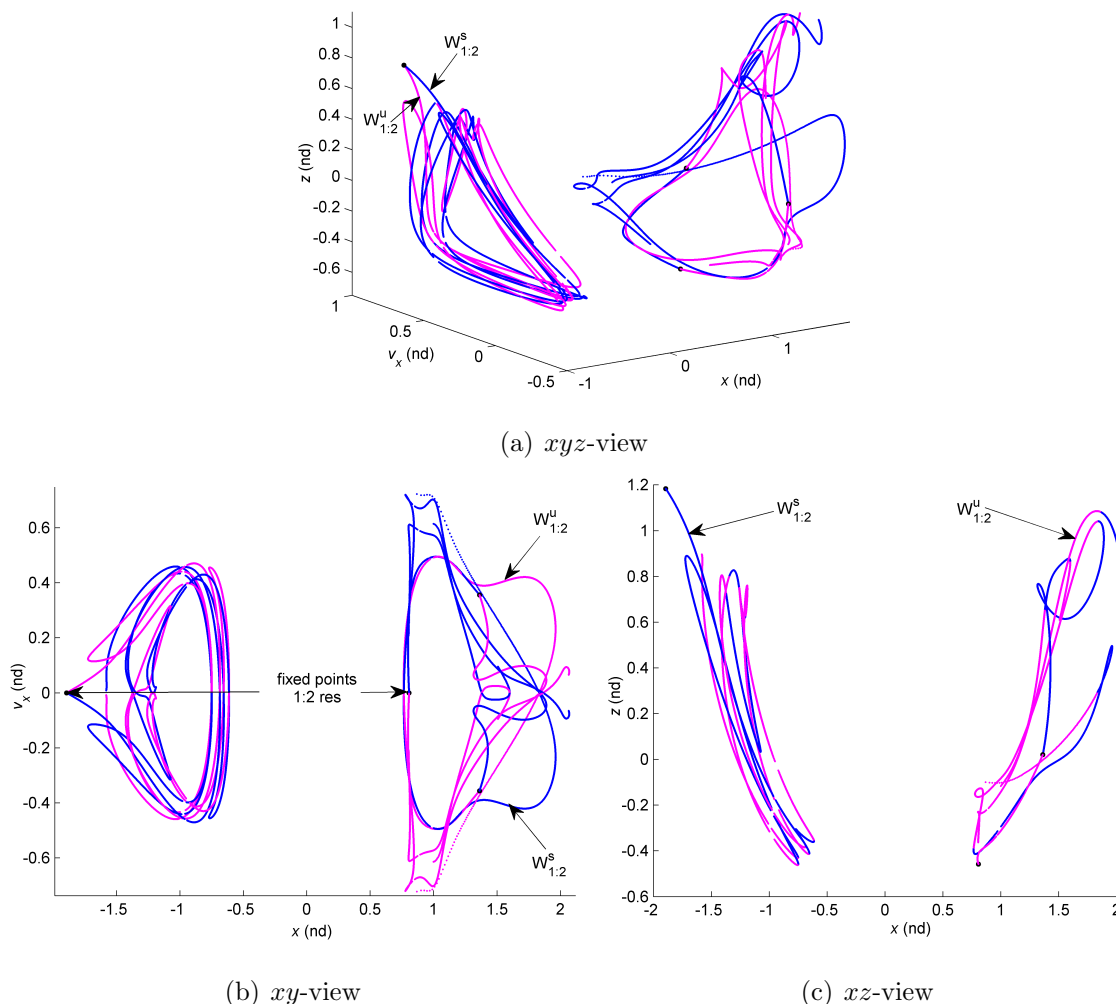 1
0.8
0.6
0.4
0.2
0
-0.2
-0.4
-0.6
z (nd)
W^s_{1:2}
W^u_{1:2}
1
0.5
0
-0.5
v_x (nd)
-1
0
1
x (nd)
(a) xyz-view
0.6
0.4
0.2
0
-0.2
-0.4
-0.6
v_x (nd)
W^u_{1:2}
fixed points
1:2 res
W^s_{1:2}
-1.5 -1 -0.5 0 0.5 1 1.5 2
x (nd)
(b) xy-view
1.2
1
0.8
0.6
0.4
0.2
0
-0.2
-0.4
-0.6
z (nd)
W^s_{1:2}
W^u_{1:2}
-2 -1.5 -1 -0.5 0 0.5 1 1.5 2
x (nd)
(c) xz-view